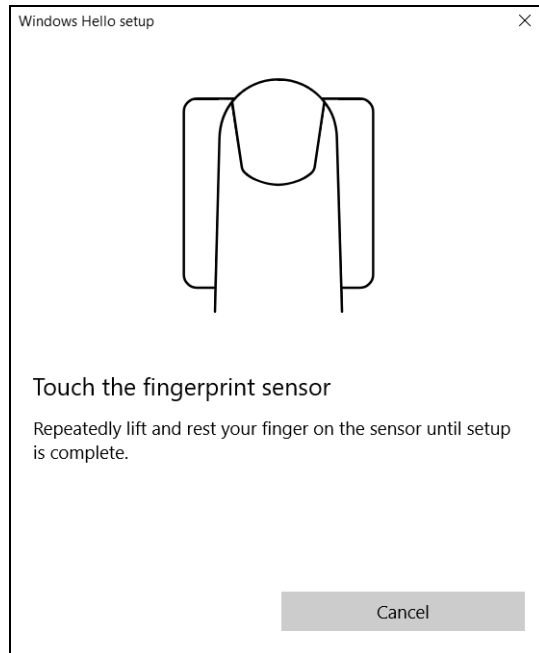 Windows Hello setup
Touch the fingerprint sensor
Repeatedly lift and rest your finger on the sensor until setup
is complete.
Cancel